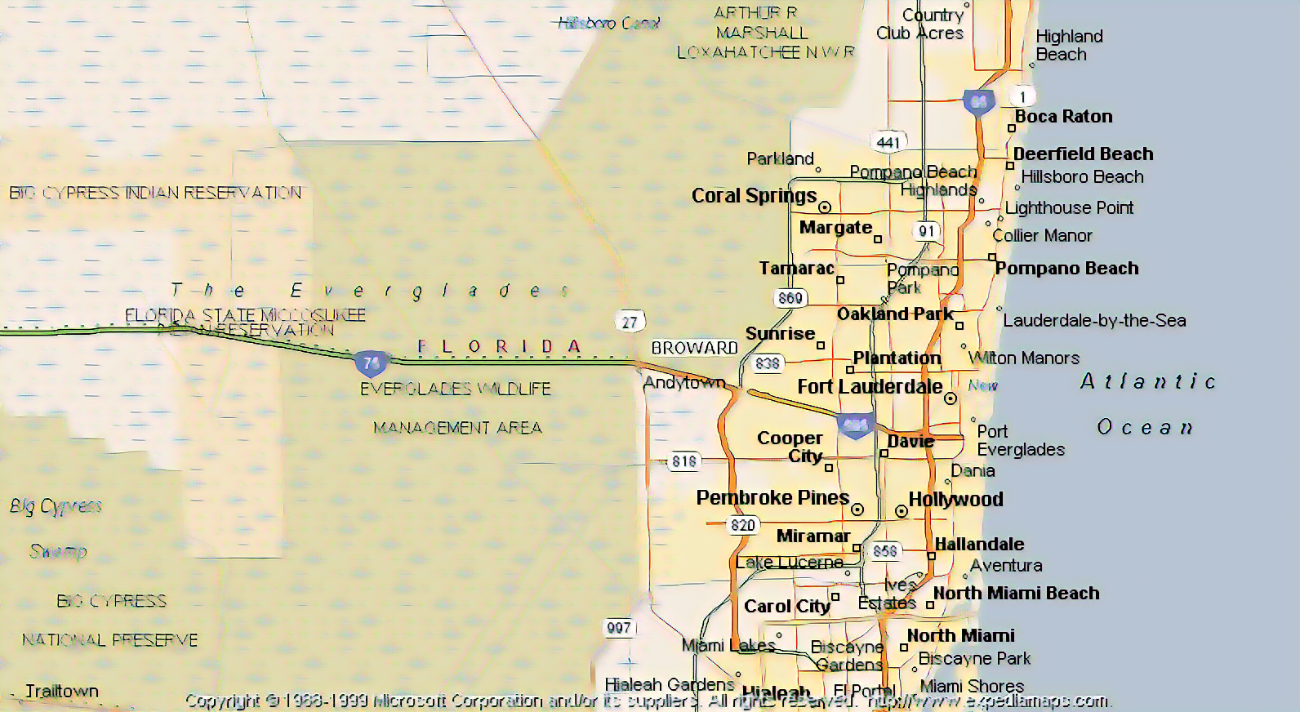 Hillsboro Canal
ARTHUR R
MARSHALL
LOXAHATCHEE N W R
Country
Club Acres
Highland
Beach
1
Boca Raton
441
Parkland
Pompano Beach
Highlands
Deerfield Beach
Hillsboro Beach
BIG CYPRESS INDIAN RESERVATION
Coral Springs
Lighthouse Point
Margate
91
Collier Manor
Tamarac
Pompano
Park
Pompano Beach
The Everglades
869
FLORIDA STATE MICCOSUKEE
RESERVATION
27
Oakland Park
Lauderdale-by-the-Sea
Sunrise
FLORIDA
BROWARD
838
Plantation
Wilton Manors
Andytown
EVERGLADES WILDLIFE
MANAGEMENT AREA
Fort Lauderdale
New
Atlantic
Ocean
Cooper
City
Davie
Port
Everglades
818
Dania
Big Cypress
Swamp
Pembroke Pines
Hollywood
820
Miramar
858
Hallandale
Lake Lucerne
Aventura
Ives
Estates
BIG CYPRESS
NATIONAL PRESERVE
Carol City
North Miami Beach
997
Miami Lakes
Biscayne
Gardens
North Miami
Biscayne Park
Trailtown
Hialeah Gardens
Hialeah
El Portal
Miami Shores
Copyright © 1988-1999 Microsoft Corporation and/or its suppliers. All rights reserved. http://www.expediamaps.com.